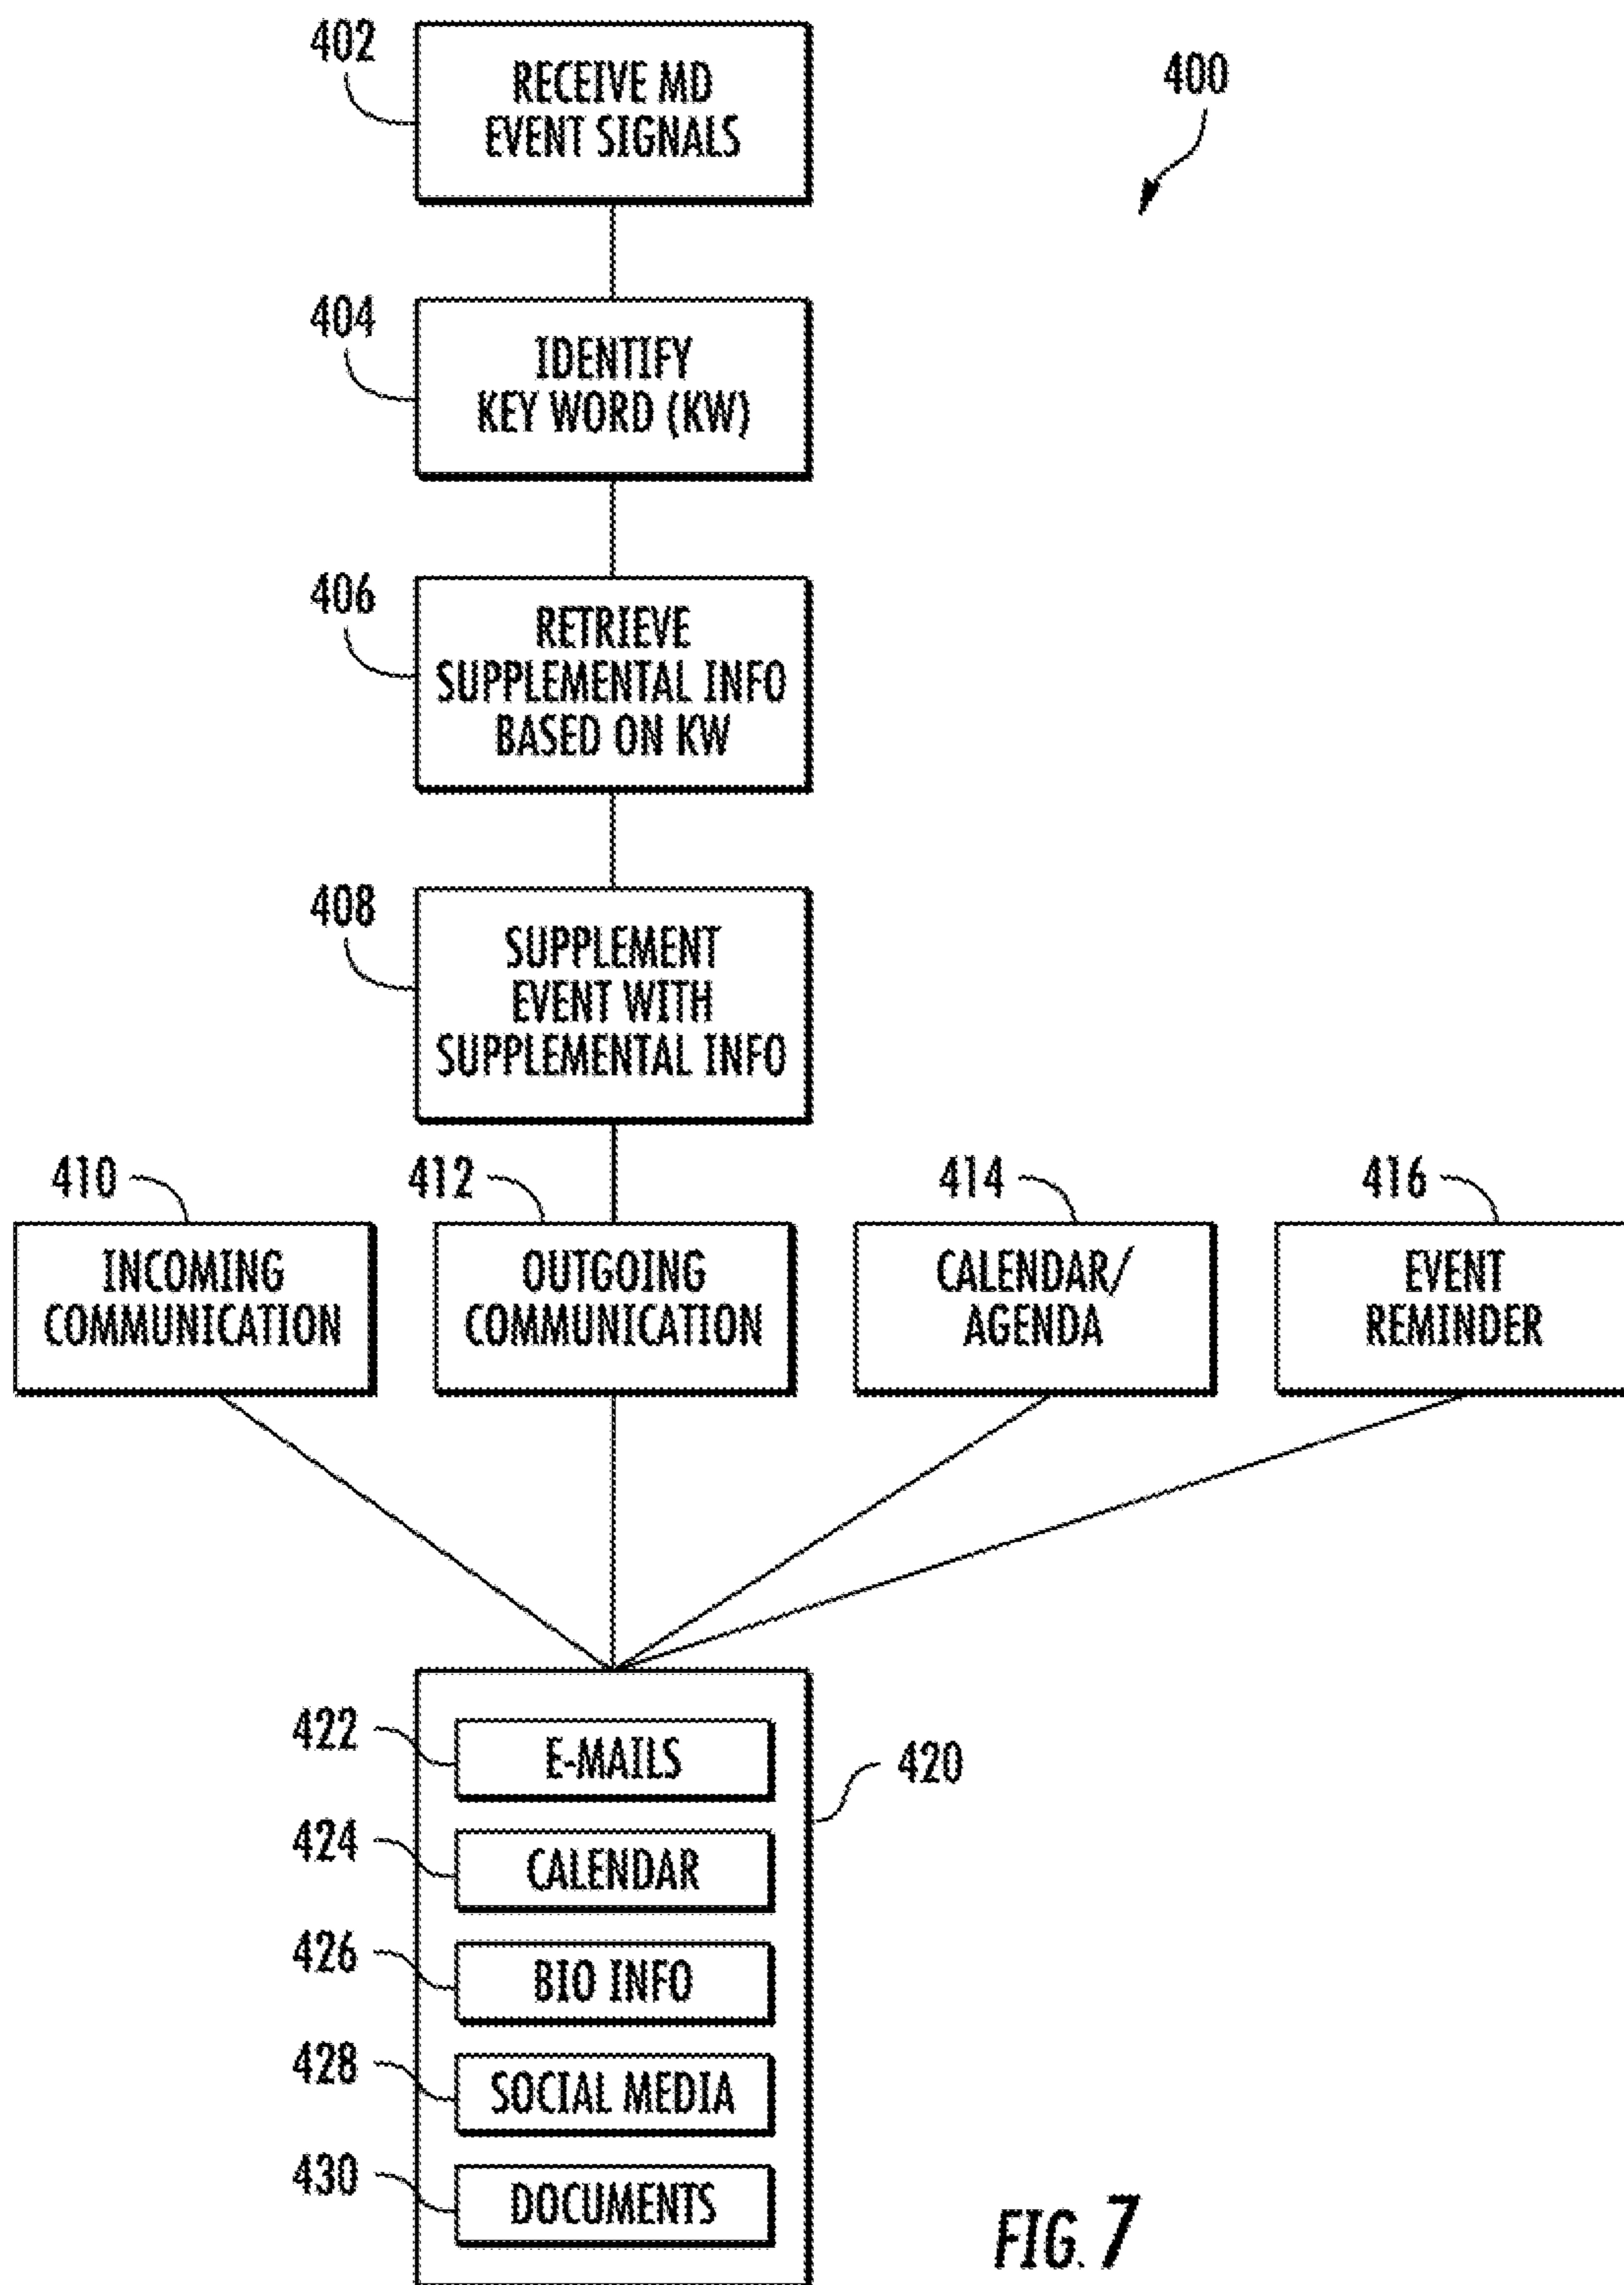 402
RECEIVE MD
EVENT SIGNALS
400
404
IDENTIFY
KEY WORD (KW)
406
RETRIEVE
SUPPLEMENTAL INFO
BASED ON KW
408
SUPPLEMENT
EVENT WITH
SUPPLEMENTAL INFO
410
INCOMING
COMMUNICATION
412
OUTGOING
COMMUNICATION
414
CALENDAR/
AGENDA
416
EVENT
REMINDER
420
422
E-MAILS
424
CALENDAR
426
BIO INFO
428
SOCIAL MEDIA
430
DOCUMENTS
FIG. 7